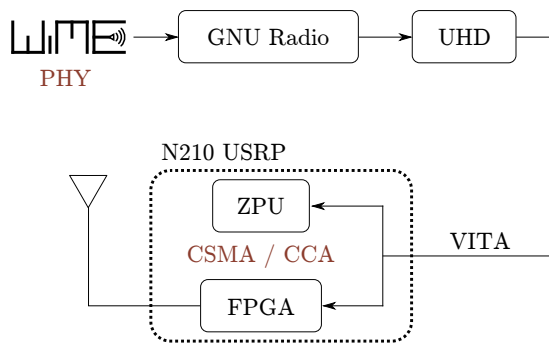 WiME
GNU Radio
UHD
PHY
N210 USRP
ZPU
CSMA / CCA
VITA
FPGA